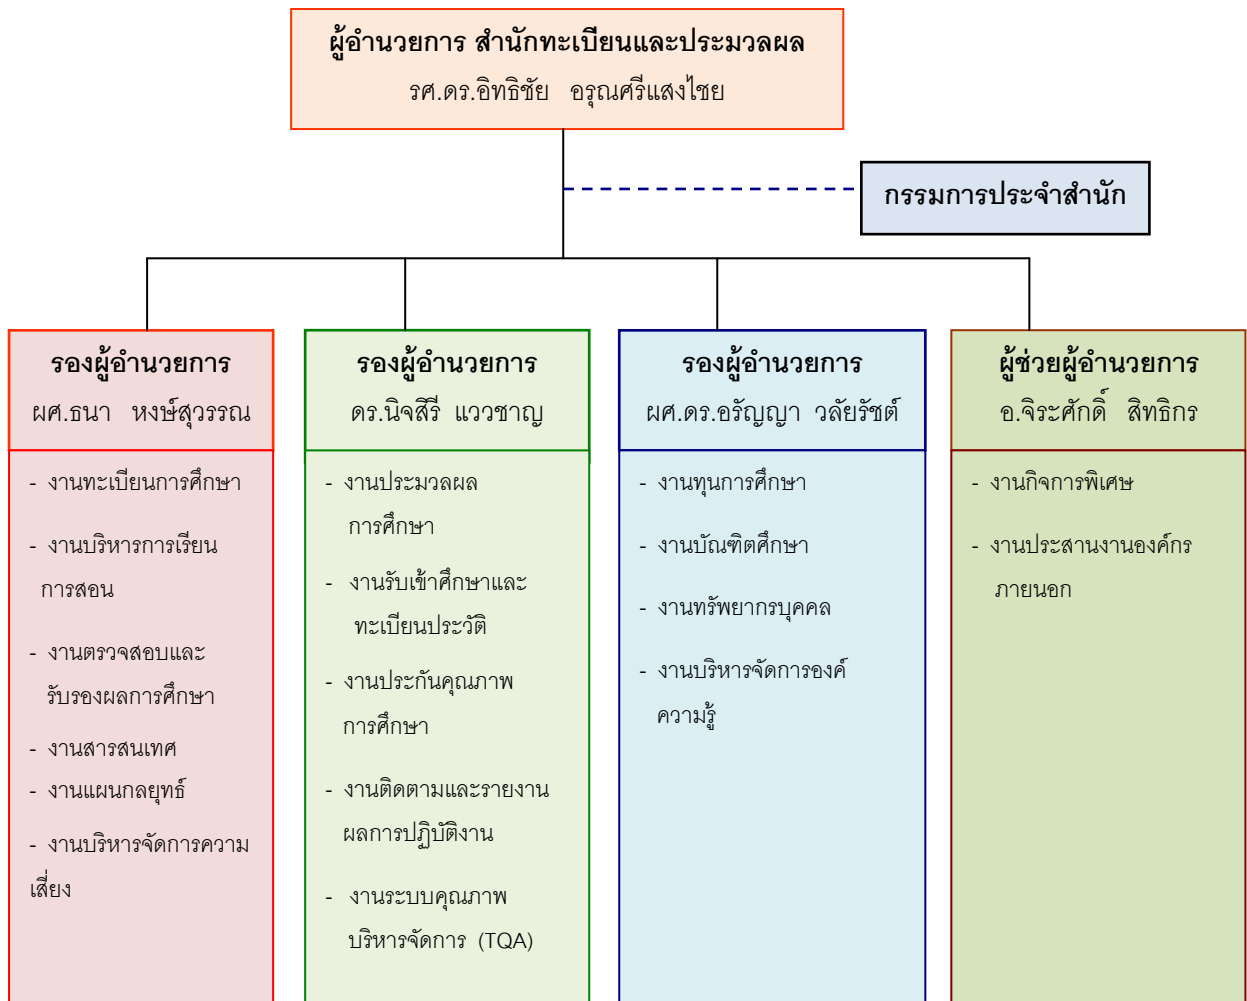 ผู้อำนวยการ สำนักทะเบียนและประมวลผล
รศ.ดร.อิทธิชัย อรุณศรีแสงไชย
กรรมการประจำสำนัก
รองผู้อำนวยการ
ผศ.ธนา หงษ์สุวรรณ
- งานทะเบียนการศึกษา
- งานบริหารการเรียน
การสอน
- งานตรวจสอบและ
รับรองผลการศึกษา
- งานสารสนเทศ
- งานแผนกลยุทธ์
- งานบริหารจัดการความ
เสี่ยง
รองผู้อำนวยการ
ดร.นิจสิรี แววชาญ
- งานประมวลผล
การศึกษา
- งานรับเข้าศึกษาและ
ทะเบียนประวัติ
- งานประกันคุณภาพ
การศึกษา
- งานติดตามและรายงาน
ผลการปฏิบัติงาน
- งานระบบคุณภาพ
บริหารจัดการ (TQA)
รองผู้อำนวยการ
ผศ.ดร.อรัญญา วลัยรัชต์
- งานทุนการศึกษา
- งานบัณฑิตศึกษา
- งานทรัพยากรบุคคล
- งานบริหารจัดการองค์
ความรู้
ผู้ช่วยผู้อำนวยการ
อ.จิระศักดิ์ สิทธิกร
- งานกิจการพิเศษ
- งานประสานงานองค์กร
ภายนอก